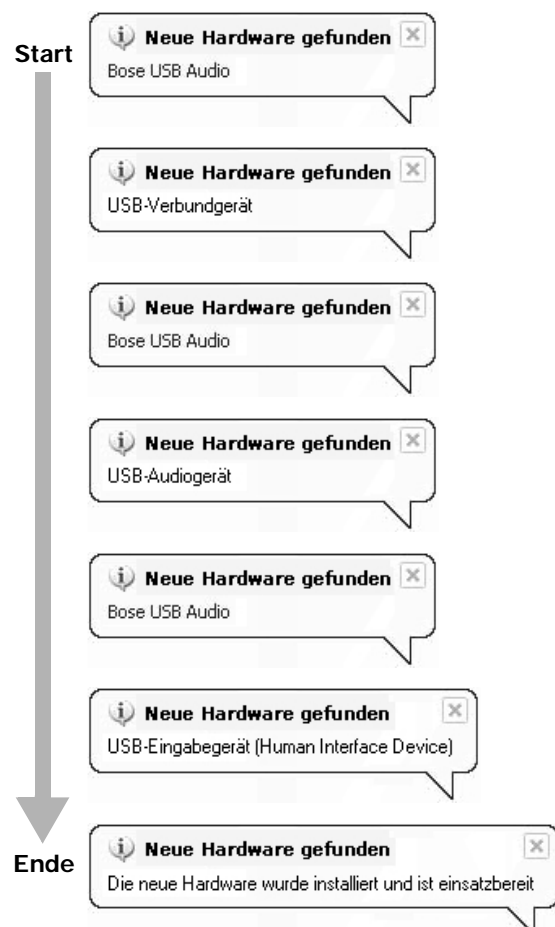 Start
Neue Hardware gefunden
Bose USB Audio
Neue Hardware gefunden
USB-Verbundgerät
Neue Hardware gefunden
Bose USB Audio
Neue Hardware gefunden
USB-Audiogerät
Neue Hardware gefunden
Bose USB Audio
Neue Hardware gefunden
USB-Eingabegerät (Human Interface Device)
Ende
Neue Hardware gefunden
Die neue Hardware wurde installiert und ist einsatzbereit